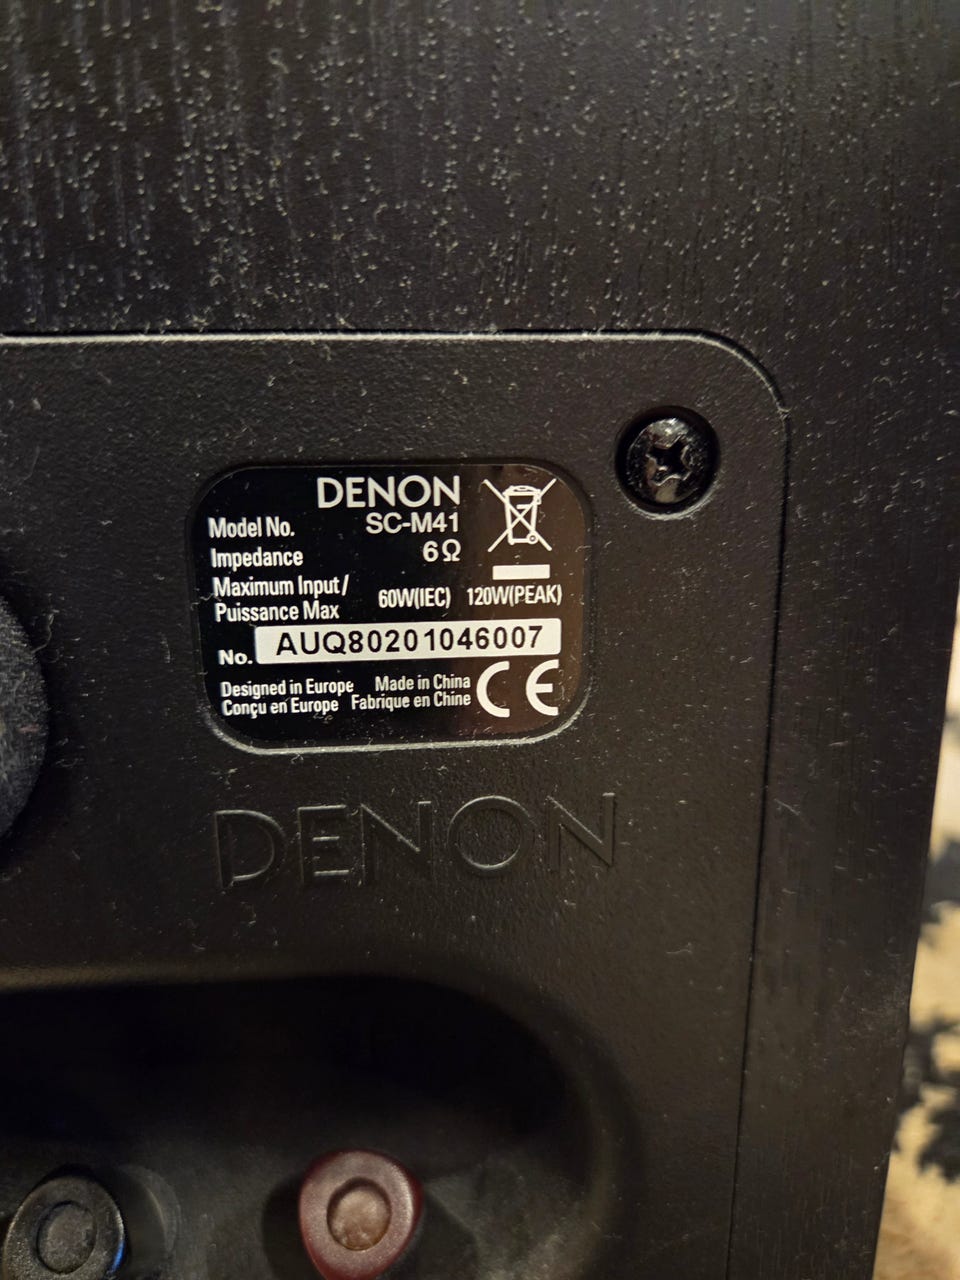 DENON
Model No. SC-M41
Impedance 6Ω
Maximum Input/
Puissance Max 60W(IEC) 120W(PEAK)
No. AUQ80201046007
Designed in Europe Made in China
Conçu en Europe Fabrique en Chine
CE
DENON